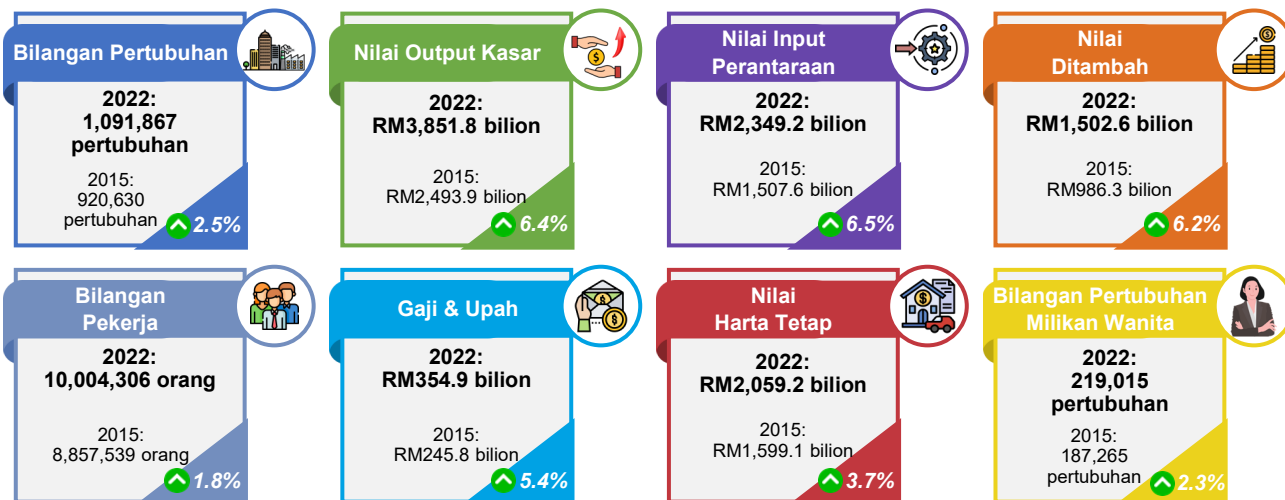 Bilangan Pertubuhan
2022:
1,091,867
pertubuhan
2015:
920,630
pertubuhan
2.5%
Nilai Output Kasar
2022:
RM3,851.8 bilion
2015:
RM2,493.9 bilion
6.4%
Nilai Input
Perantaraan
2022:
RM2,349.2 bilion
2015:
RM1,507.6 bilion
6.5%
Nilai
Ditambah
2022:
RM1,502.6 bilion
2015:
RM986.3 bilion
6.2%
Bilangan
Pekerja
2022:
10,004,306 orang
2015:
8,857,539 orang
1.8%
Gaji & Upah
2022:
RM354.9 bilion
2015:
RM245.8 bilion
5.4%
Nilai
Harta Tetap
2022:
RM2,059.2 bilion
2015:
RM1,599.1 bilion
3.7%
Bilangan Pertubuhan
Milikan Wanita
2022:
219,015
pertubuhan
2015:
187,265
pertubuhan
2.3%